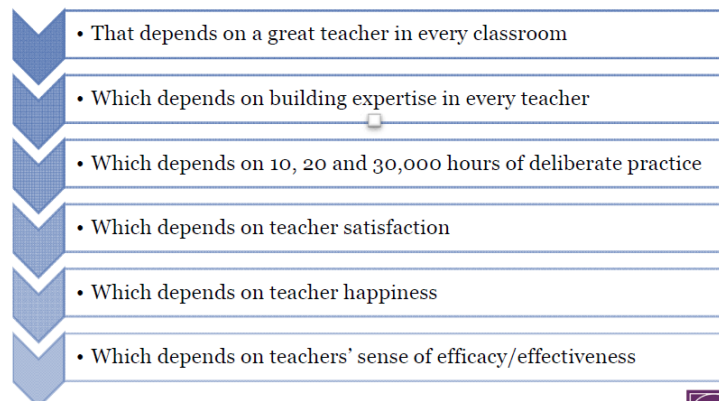 • That depends on a great teacher in every classroom
• Which depends on building expertise in every teacher
• Which depends on 10, 20 and 30,000 hours of deliberate practice
• Which depends on teacher satisfaction
• Which depends on teacher happiness
• Which depends on teachers’ sense of efficacy/effectiveness